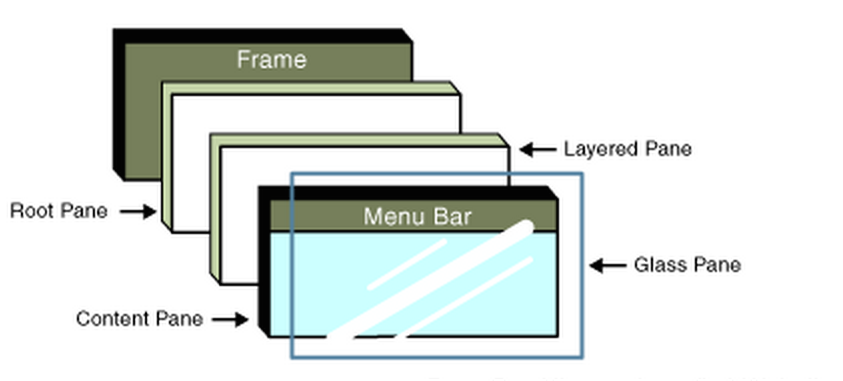 Frame
Layered Pane
Root Pane
Menu Bar
Glass Pane
Content Pane